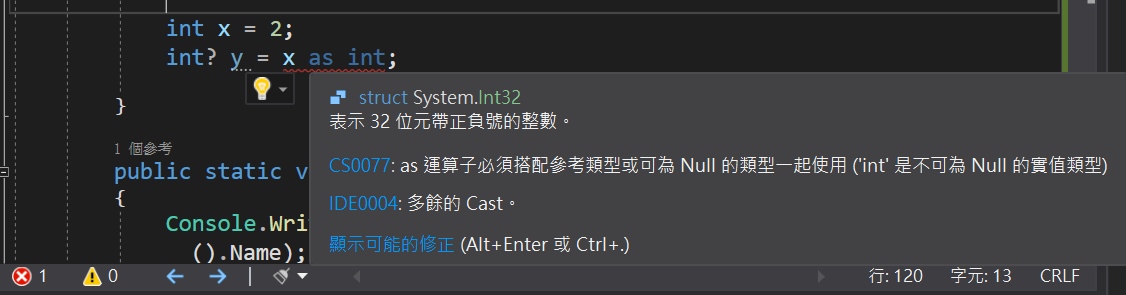 int x = 2;
int? y = x as int;
}
struct System.Int32
表示 32 位元帶正負號的整數。
CS0077: as 運算子必須搭配參考類型或可為 Null 的類型一起使用 ('int' 是不可為 Null 的實值類型)
IDE0004: 多餘的 Cast。
顯示可能的修正 (Alt+Enter 或 Ctrl+.)
1 個參考
public static v
{
Console.Wri
().Name);
1 0 行: 120 字元: 13 CRLF